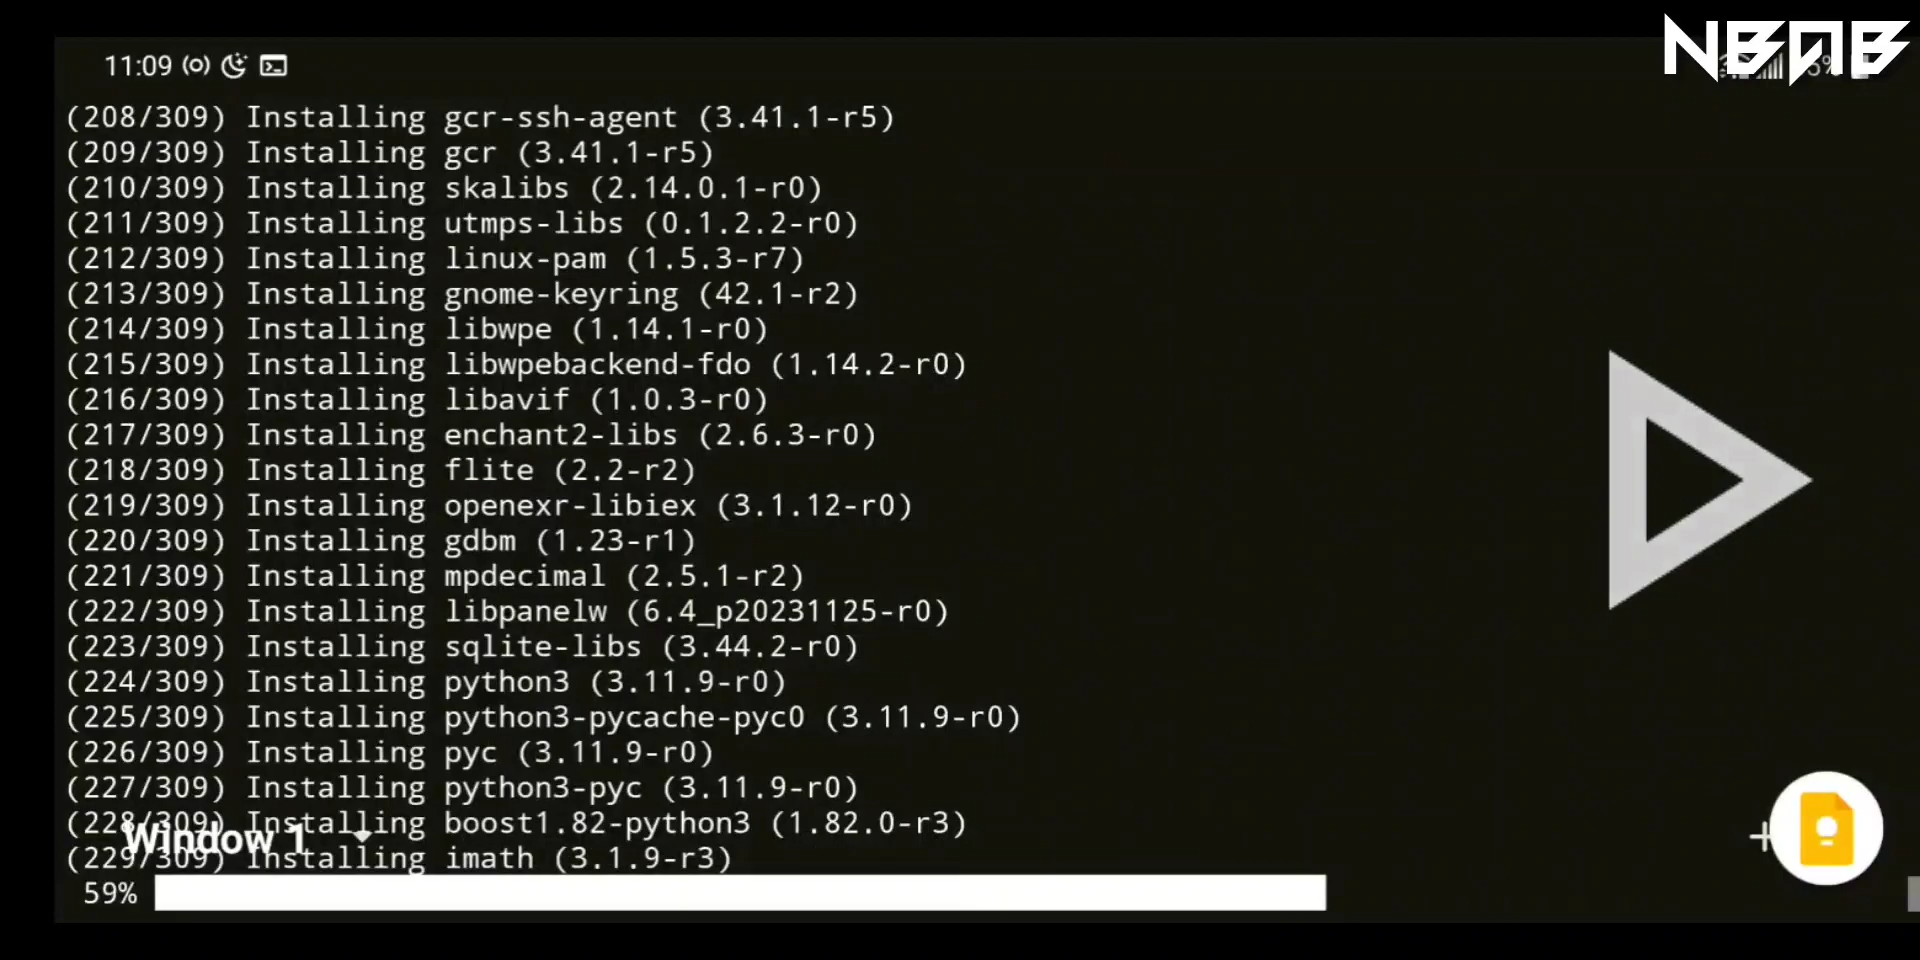 NBAB
11:09
(208/309) Installing gcr-ssh-agent (3.41.1-r5)
(209/309) Installing gcr (3.41.1-r5)
(210/309) Installing skalibs (2.14.0.1-r0)
(211/309) Installing utmps-libs (0.1.2.2-r0)
(212/309) Installing linux-pam (1.5.3-r7)
(213/309) Installing gnome-keyring (42.1-r2)
(214/309) Installing libwpe (1.14.1-r0)
(215/309) Installing libwpebackend-fdo (1.14.2-r0)
(216/309) Installing libavif (1.0.3-r0)
(217/309) Installing enchant2-libs (2.6.3-r0)
(218/309) Installing flite (2.2-r2)
(219/309) Installing openexr-libiex (3.1.12-r0)
(220/309) Installing gdbm (1.23-r1)
(221/309) Installing mpdecimal (2.5.1-r2)
(222/309) Installing libpanelw (6.4_p20231125-r0)
(223/309) Installing sqlite-libs (3.44.2-r0)
(224/309) Installing python3 (3.11.9-r0)
(225/309) Installing python3-pycache-pyc0 (3.11.9-r0)
(226/309) Installing pyc (3.11.9-r0)
(227/309) Installing python3-pyc (3.11.9-r0)
(228/309) Installing boost1.82-python3 (1.82.0-r3)
Window 1
(229/309) Installing imath (3.1.9-r3)
59%